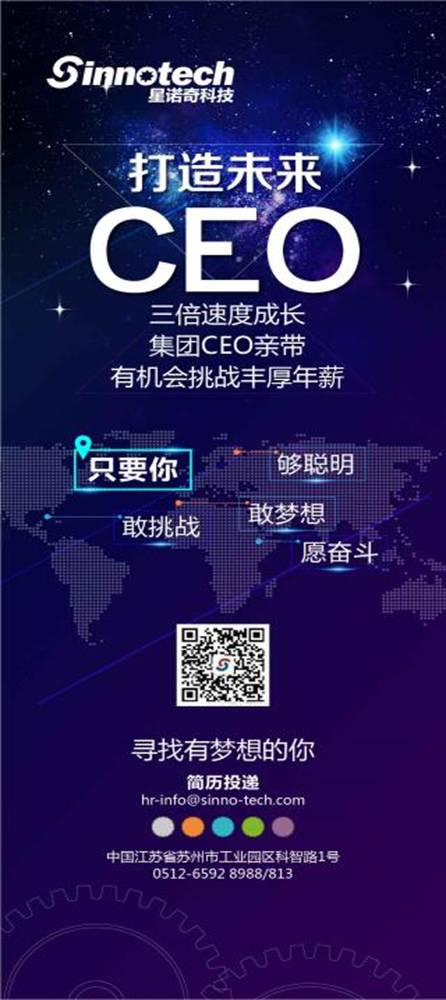 Sinnotech
星诺奇科技
打造未来
CEO
三倍速度成长
集团CEO亲带
有机会挑战丰厚年薪
只要你
够聪明
敢梦想
敢挑战
愿奋斗
寻找有梦想的你
简历投递
hr-info@sinno-tech.com
中国江苏省苏州市工业园区科智路1号
0512-6592 8988/813